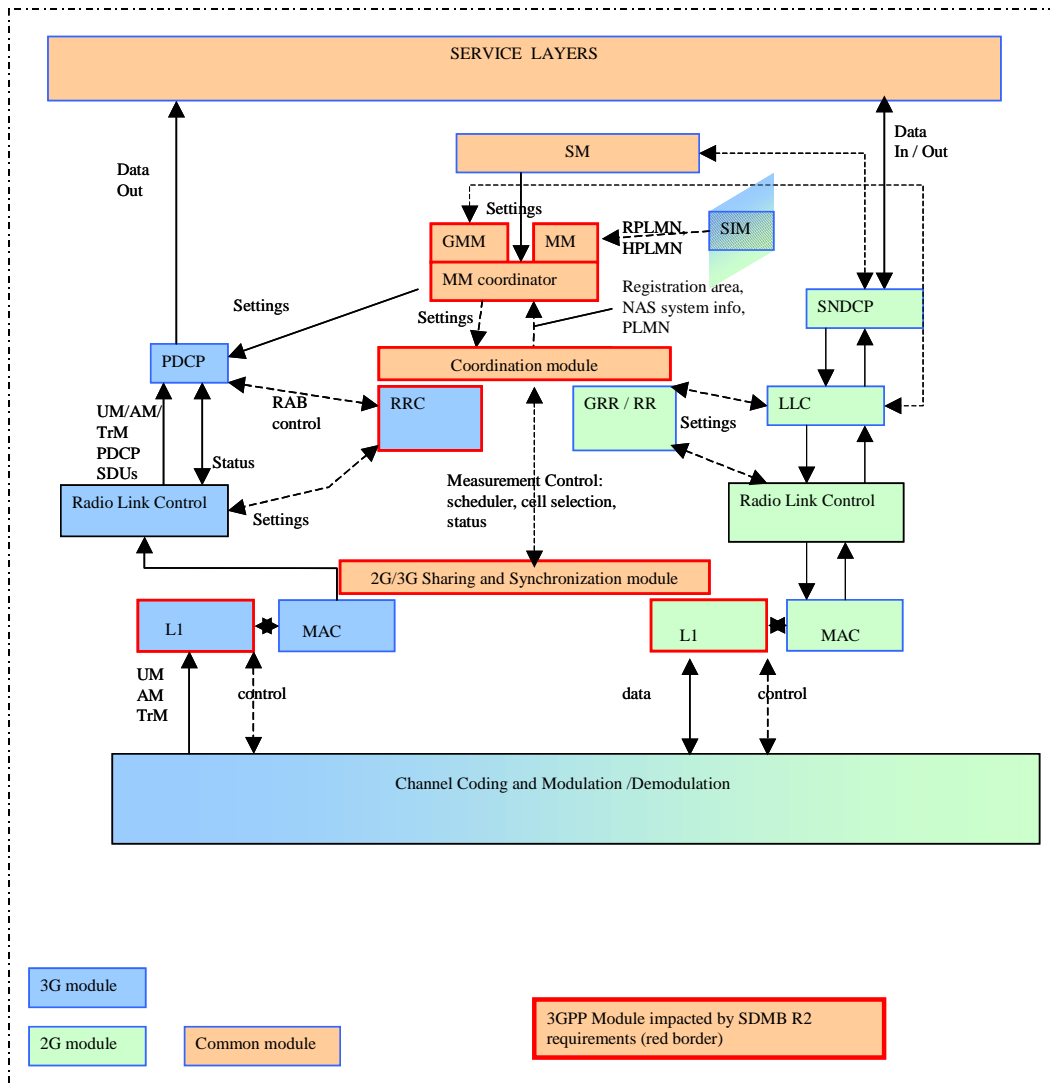 SERVICE LAYERS
Data
Out
Data
In / Out
SM
Settings
GMM
MM
RPLMN,
HPLMN
SIM
MM coordinator
Registration area,
NAS system info,
PLMN
Settings
Settings
SNDCP
PDCP
Coordination module
UM/AM/
TrM
PDCP
SDUs
Status
RAB
control
RRC
GRR / RR
Settings
LLC
Radio Link Control
Settings
Measurement Control:
scheduler, cell selection,
status
Radio Link Control
2G/3G Sharing and Synchronization module
L1
MAC
L1
MAC
UM
AM
TrM
control
data
control
Channel Coding and Modulation /Demodulation
3G module
2G module
Common module
3GPP Module impacted by SDMB R2
requirements (red border)